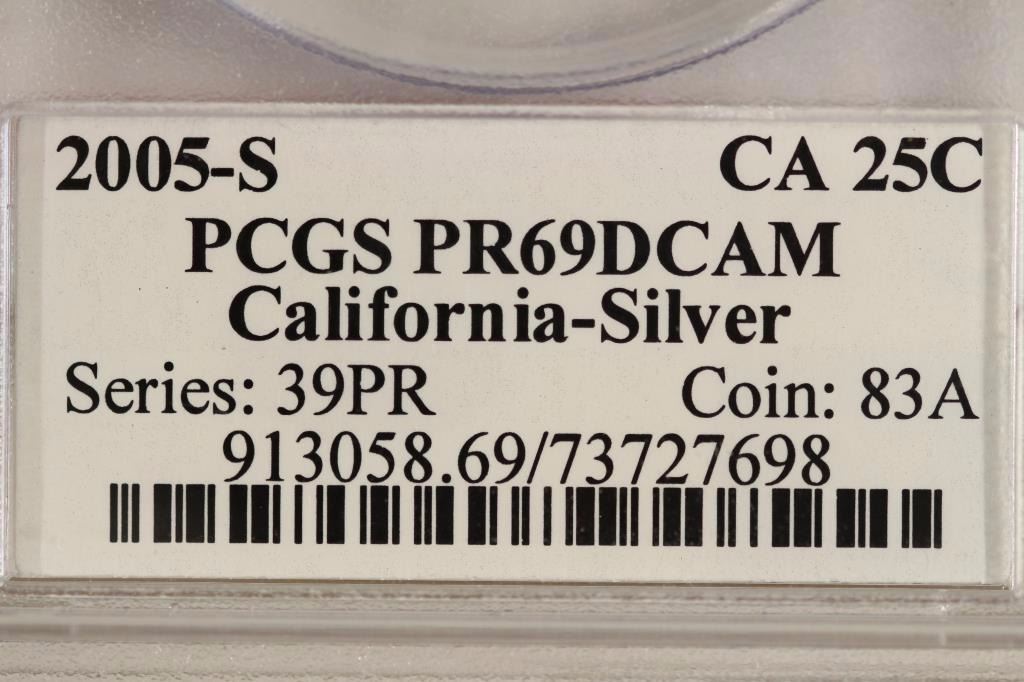 2005-S CA 25C
PCGS PR69DCAM
California-Silver
Series: 39PR Coin: 83A
913058.69/73727698